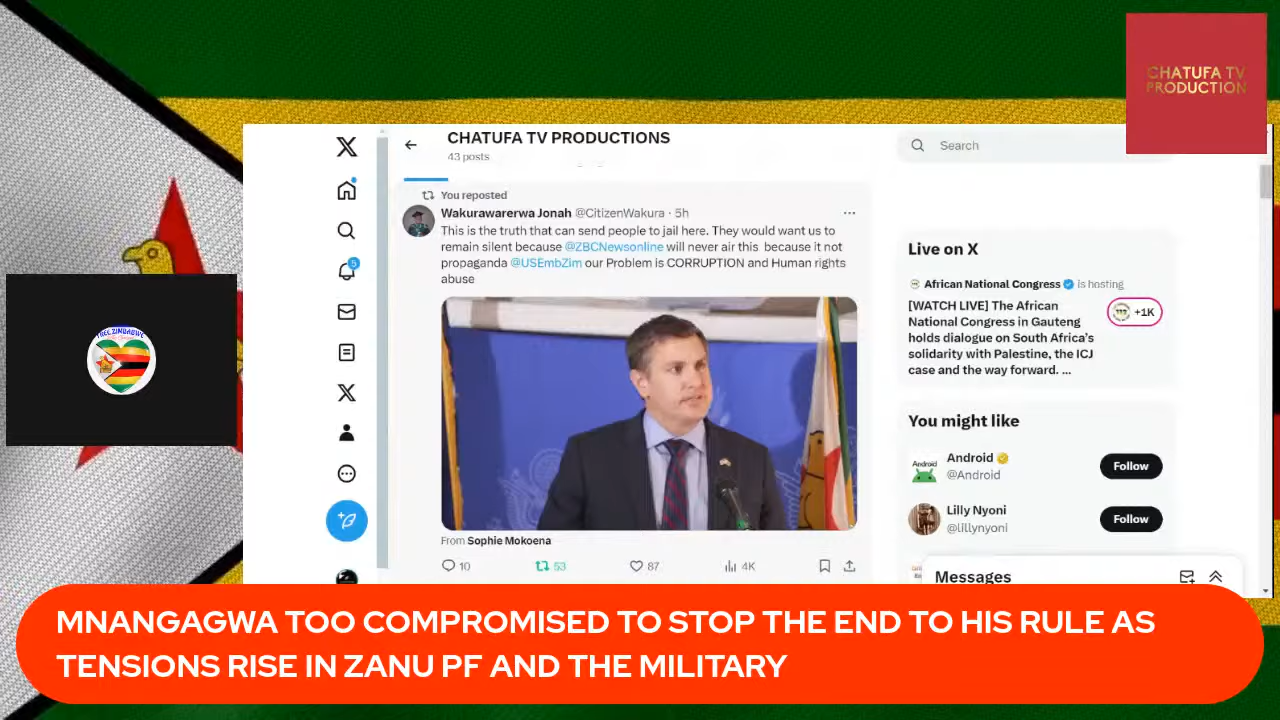 CHATUFA TV
PRODUCTION
CHATUFA TV PRODUCTIONS
43 posts
Search
You reposted
Wakurawarerwa Jonah @CitizenWakura · 5h
This is the truth that can send people to jail here. They would want us to
remain silent because @ZBCNewsonline will never air this because it not
propaganda @USEmbZim our Problem is CORRUPTION and Human rights
abuse
From Sophie Mokoena
10
53
87
4K
5
FREE ZIMBABWE
Live on X
African National Congress is hosting
[WATCH LIVE] The African
National Congress in Gauteng
holds dialogue on South Africa's
solidarity with Palestine, the ICJ
case and the way forward. ...
+1K
You might like
Android
Android
@Android
Follow
Lilly Nyoni
@lillynyoni
Follow
Messages
MNANGAGWA TOO COMPROMISED TO STOP THE END TO HIS RULE AS
TENSIONS RISE IN ZANU PF AND THE MILITARY